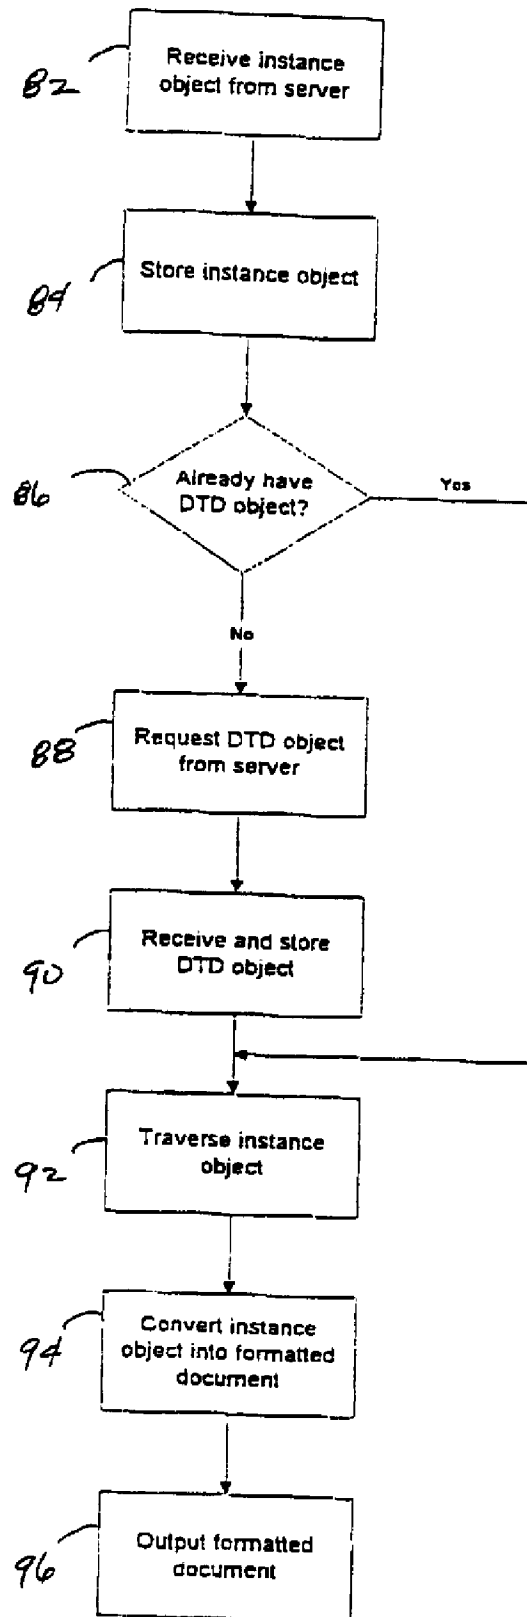 82
Receive instance
object from server
84
Store instance object
86
Already have
DTD object?
Yes
No
88
Request DTD object
from server
90
Receive and store
DTD object
92
Traverse instance
object
94
Convert instance
object into formatted
document
96
Output formatted
document